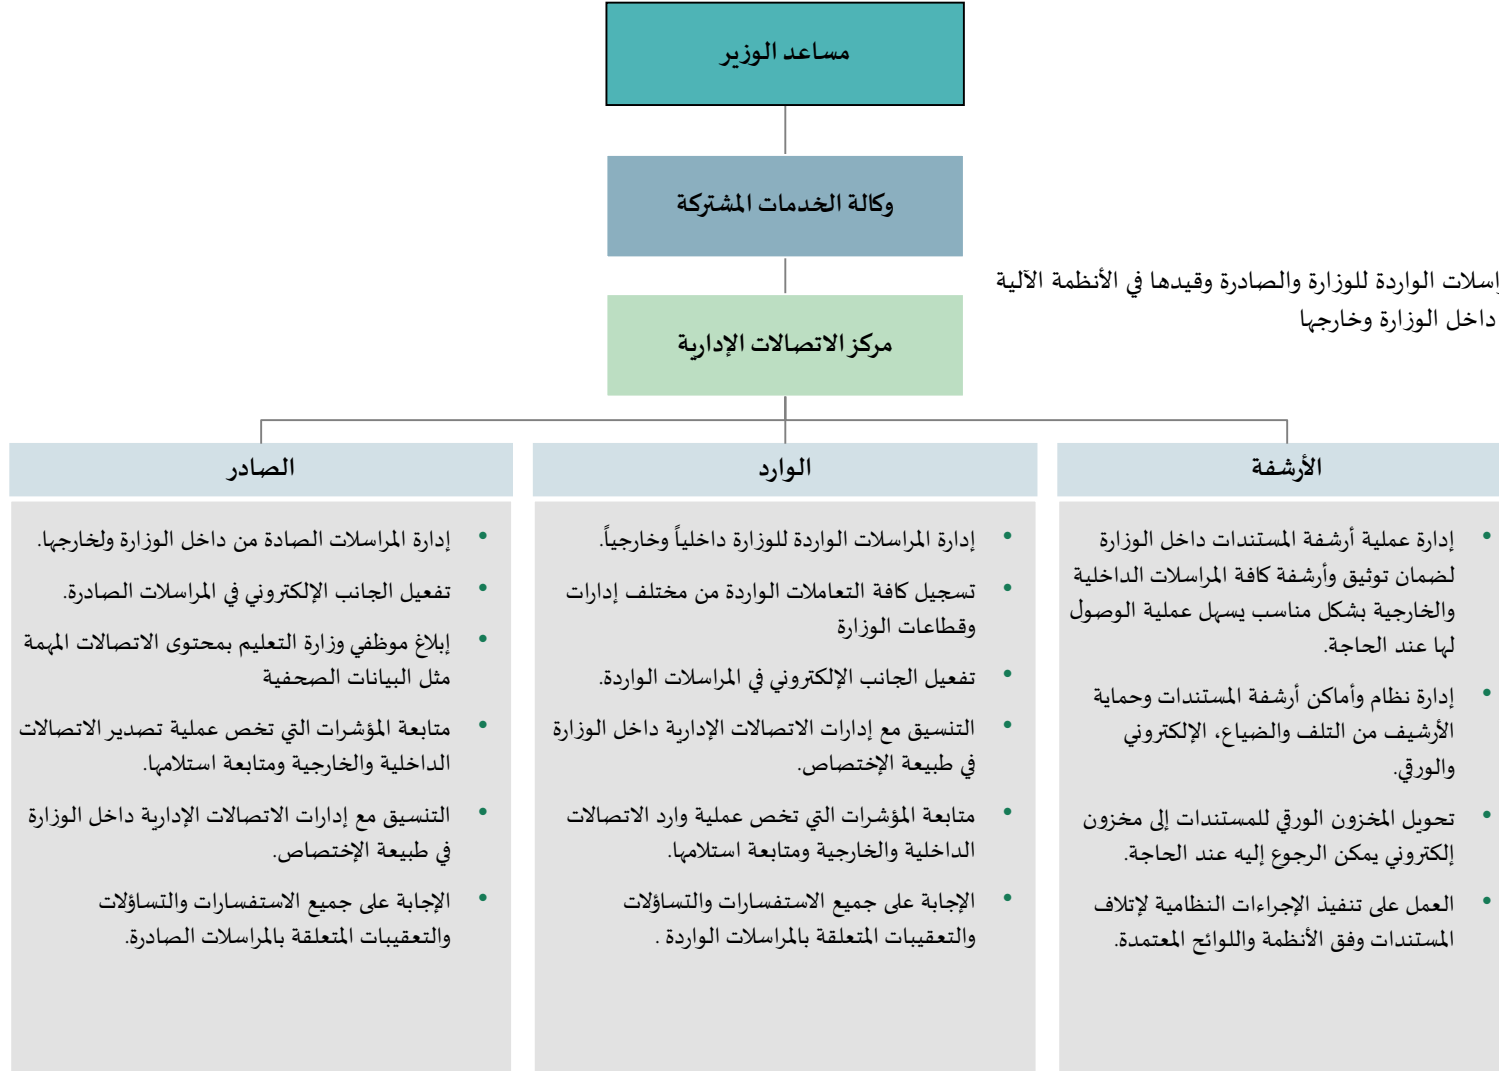 مساعد الوزير
وكالة الخدمات المشتركة
مركز الاتصالات الإدارية
الواردة للوزارة والصادرة وقيدها في الأنظمة الآلية
داخل الوزارة وخارجها
الأرشفة
• إدارة عملية أرشفة المستندات داخل الوزارة
لضمان توثيق وأرشفة كافة المراسلات الداخلية
والخارجية بشكل مناسب يسهل عملية الوصول
لها عند الحاجة.
• إدارة نظام وأماكن أرشفة المستندات وحماية
الأرشيف من التلف والضياع، الإلكتروني
والورقي.
• تحويل المخزون الورقي للمستندات إلى مخزون
إلكتروني يمكن الرجوع إليه عند الحاجة.
• العمل على تنفيذ الإجراءات النظامية لإتلاف
المستندات وفق الأنظمة واللوائح المعتمدة.
الوارد
• إدارة المراسلات الواردة للوزارة داخلياً وخارجياً.
• تسجيل كافة التعاملات الواردة من مختلف إدارات
وقطاعات الوزارة
• تفعيل الجانب الإلكتروني في المراسلات الواردة.
• التنسيق مع إدارات الاتصالات الإدارية داخل الوزارة
في طبيعة الإختصاص.
• متابعة المؤشرات التي تخص عملية وارد الاتصالات
الداخلية والخارجية ومتابعة استلامها.
• الإجابة على جميع الاستفسارات والتساؤلات
والتعقيبات المتعلقة بالمراسلات الواردة .
الصادر
• إدارة المراسلات الصادة من داخل الوزارة ولخارجها.
• تفعيل الجانب الإلكتروني في المراسلات الصادرة.
• إبلاغ موظفي وزارة التعليم بمحتوى الاتصالات المهمة
مثل البيانات الصحفية
• متابعة المؤشرات التي تخص عملية تصدير الاتصالات
الداخلية والخارجية ومتابعة استلامها.
• التنسيق مع إدارات الاتصالات الإدارية داخل الوزارة
في طبيعة الإختصاص.
• الإجابة على جميع الاستفسارات والتساؤلات
والتعقيبات المتعلقة بالمراسلات الصادرة.